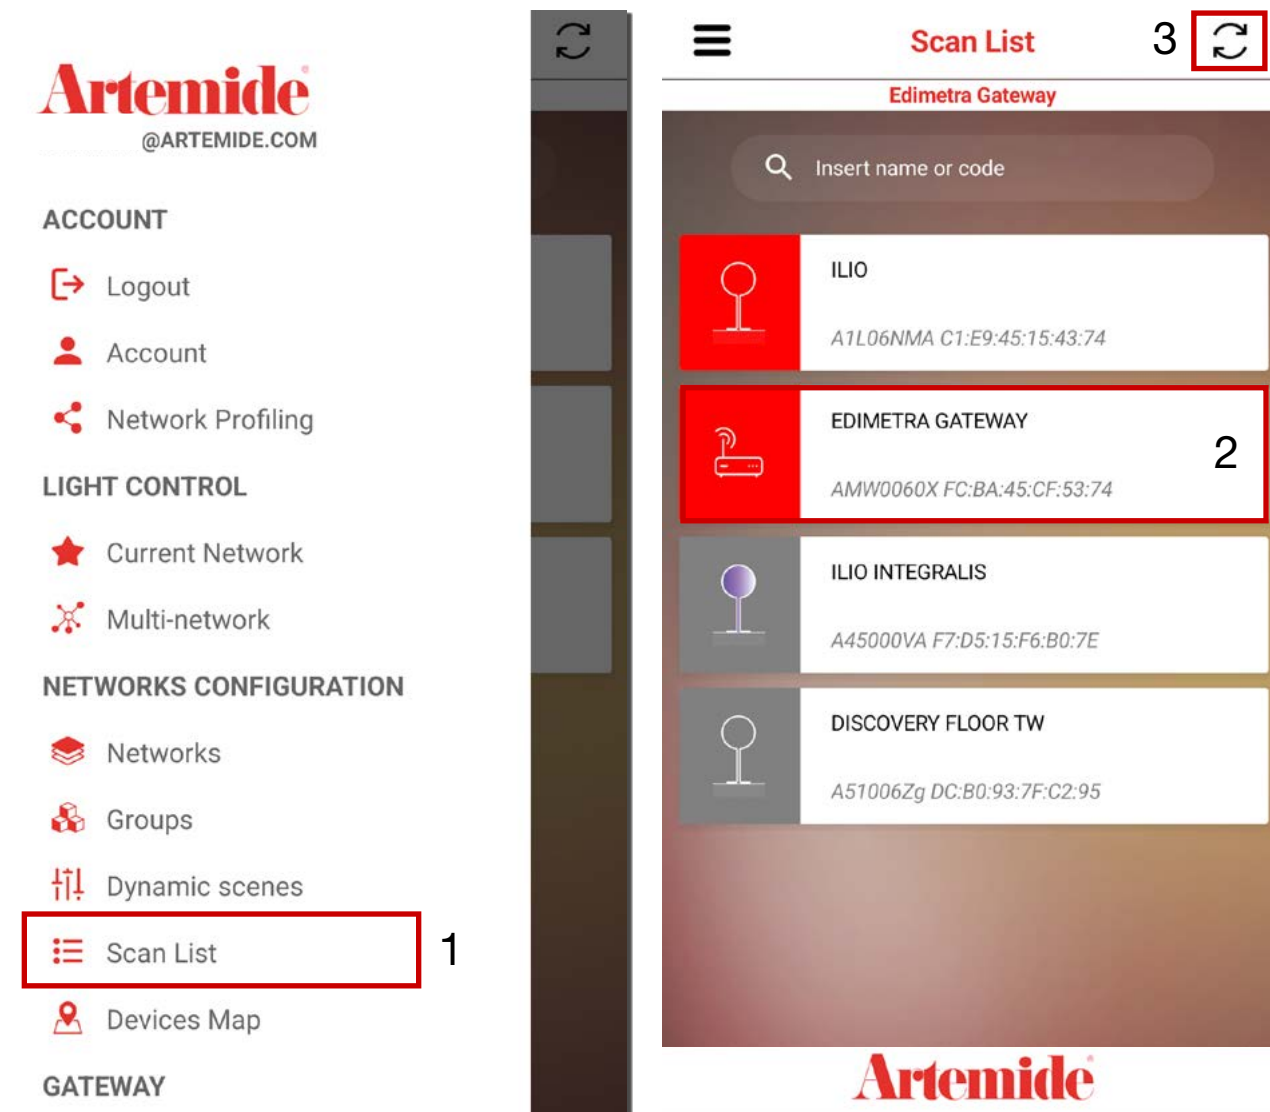 Artemide
@ARTEMIDE.COM
ACCOUNT
Logout
Account
Network Profiling
LIGHT CONTROL
Current Network
Multi-network
NETWORKS CONFIGURATION
Networks
Groups
Dynamic scenes
Scan List
1
Devices Map
GATEWAY
Scan List
3
Edimetra Gateway
Insert name or code
ILIO
A1L06NMA C1:E9:45:15:43:74
EDIMETRA GATEWAY
2
AMW0060X FC:BA:45:CF:53:74
ILIO INTEGRALIS
A45000VA F7:D5:15:F6:B0:7E
DISCOVERY FLOOR TW
A51006Zg DC:B0:93:7F:C2:95
Artemide